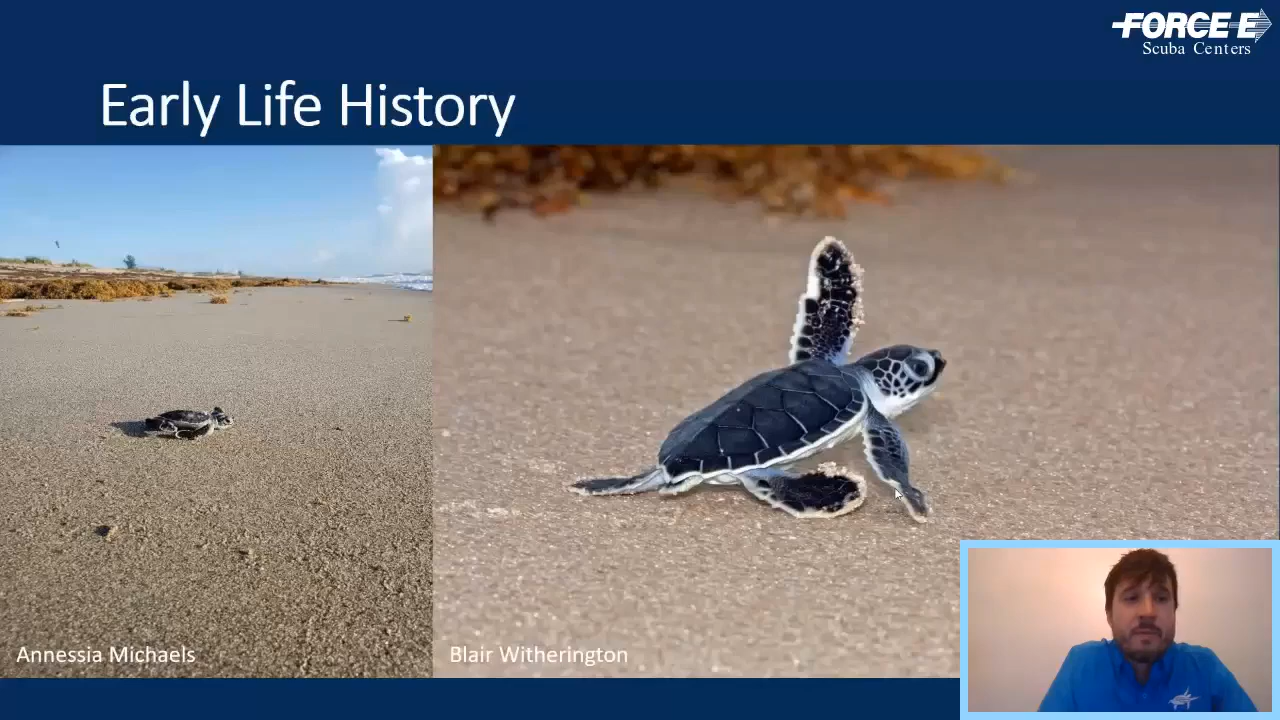 FORCE E
Scuba Centers
Early Life History
Annessia Michaels
Blair Witherington